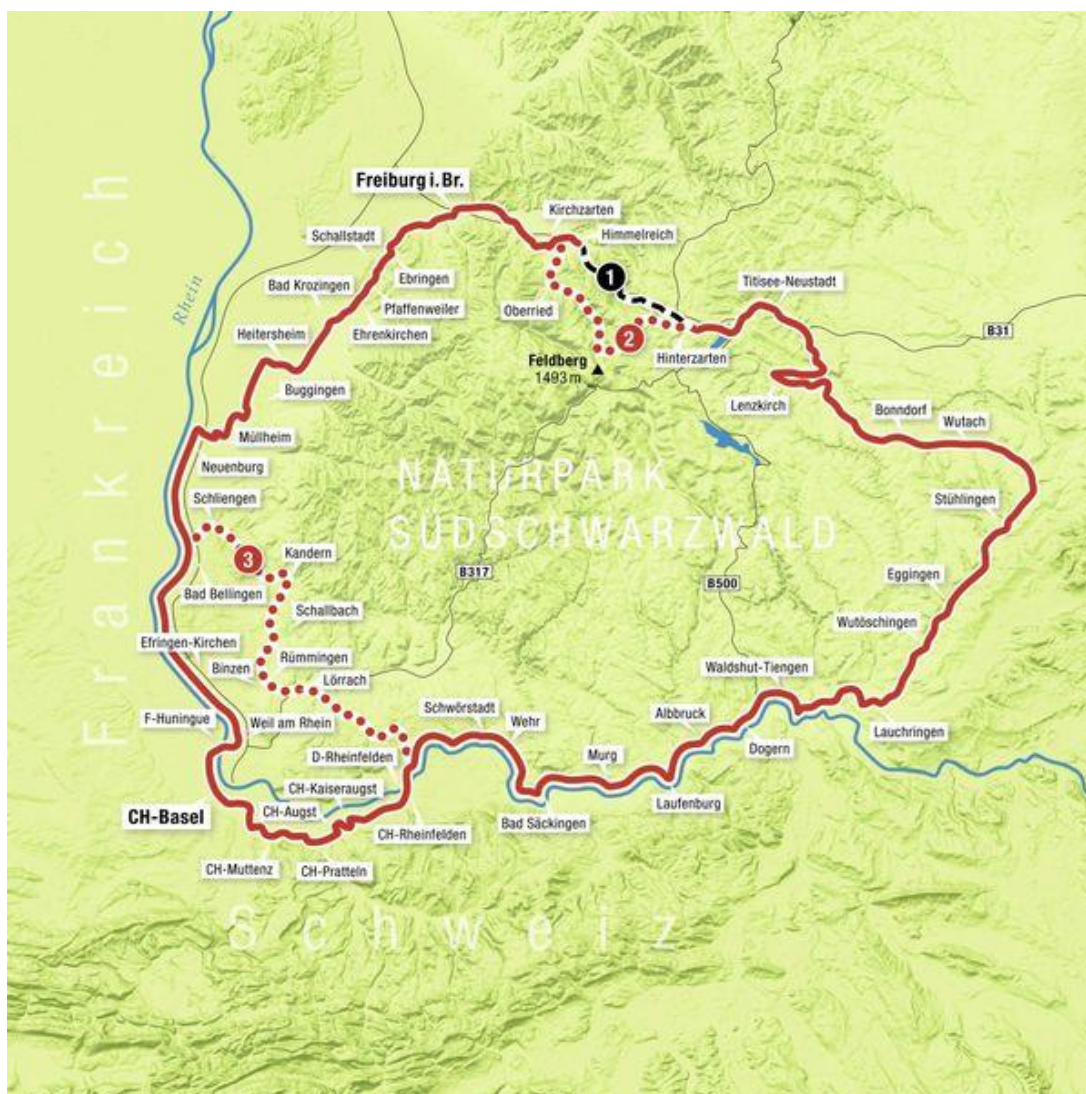 Freiburg i. Br.
Kirchzarten
Himmelreich
Schallstadt
Ebringen
1
Titisee-Neustadt
Bad Krozingen
Pfaffenweiler
Oberried
Rhein
Heitersheim
Ehrenkirchen
2
B31
Hinterzarten
Feldberg
1493 m
Buggingen
Lenzkirch
Bonndorf
Wutach
Müllheim
Neuenburg
NATURPARK
SÜDSCHWARZWALD
Schliengen
Stühlingen
Frankreich
3
Kandern
B317
B500
Eggingen
Bad Bellingen
Schallbach
Wutöschingen
Efringen-Kirchen
Binzen
Rümmingen
Lörrach
Waldshut-Tiengen
Schwörstadt
Wehr
Albbruck
F-Huningue
Weil am Rhein
Lauchringen
Dogern
Murg
D-Rheinfelden
CH-Kaiseraugst
CH-Augst
Laufenburg
CH-Basel
Bad Säckingen
CH-Rheinfelden
CH-Muttenz
CH-Pratteln
Schweiz